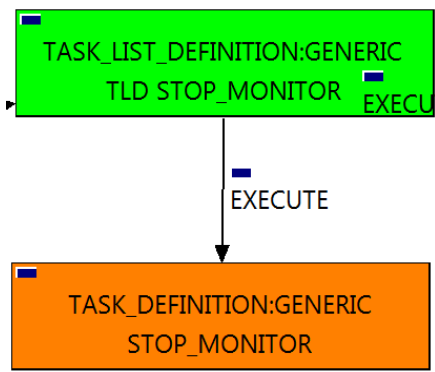 TASK_LIST_DEFINITION:GENERIC
TLD STOP_MONITOR
EXECU
EXECUTE
TASK_DEFINITION:GENERIC
STOP_MONITOR